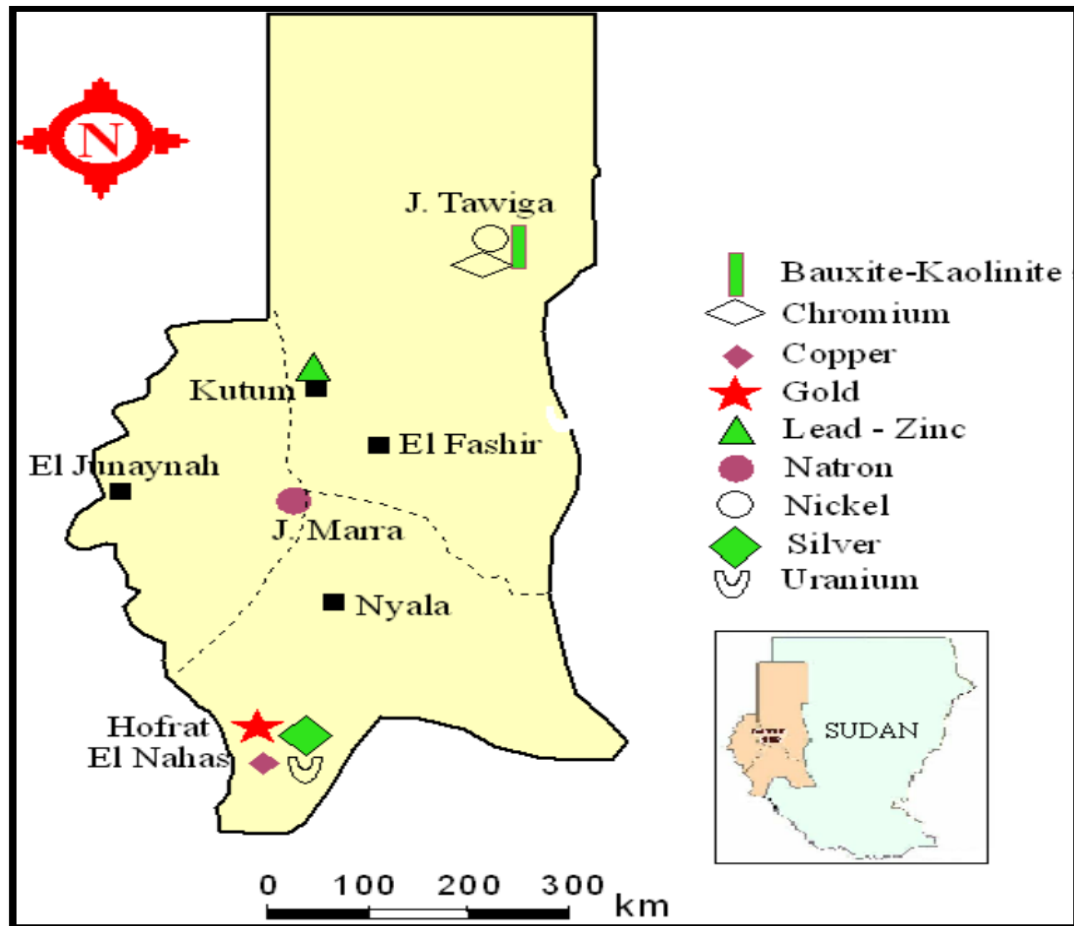 N
J. Tawiga
Kutum
El Fashir
El Junaynah
J. Marra
Nyala
Hofrat
El Nahas
Bauxite-Kaolinite
Chromium
Copper
Gold
Lead - Zinc
Natron
Nickel
Silver
Uranium
SUDAN
0 100 200 300
km